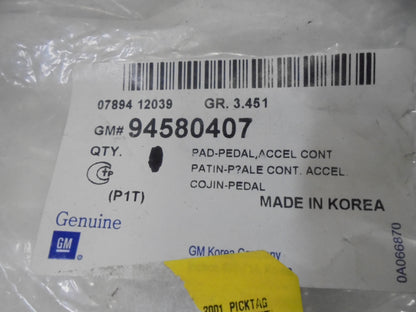 07894 12039 GR. 3.451
GM# 94580407
QTY. PAD-PEDAL,ACCEL CONT
PATIN-P?ALE CONT. ACCEL.
COJIN-PEDAL
(P1T) MADE IN KOREA
Genuine
GM
GM Korea Company
0A066870
2001 PICKTAG